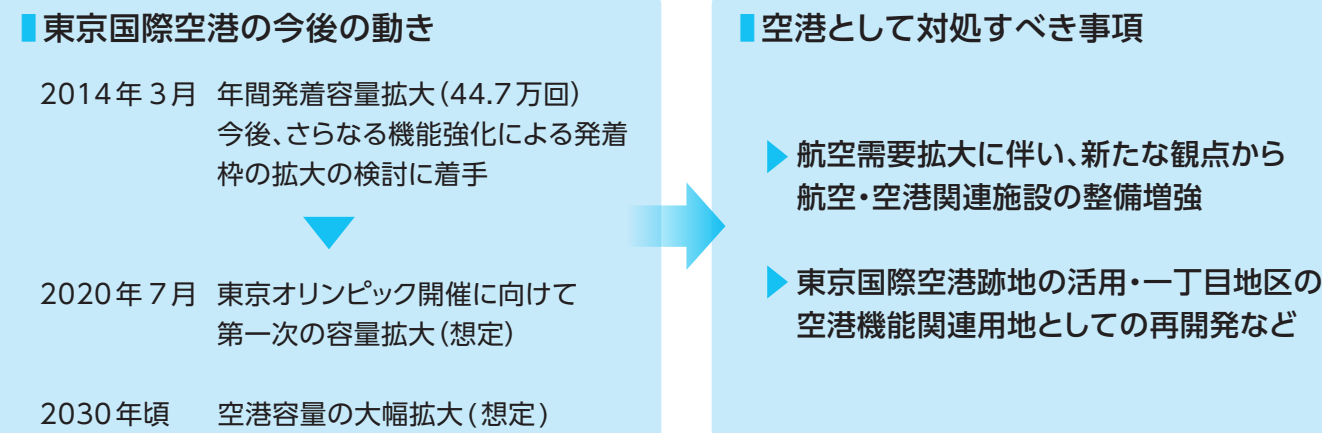 東京国際空港の今後の動き
2014年3月 年間発着容量拡大(44.7万回)
今後、さらなる機能強化による発着
枠の拡大の検討に着手
2020年7月 東京オリンピック開催に向けて
第一次の容量拡大(想定)
2030年頃 空港容量の大幅拡大(想定)
空港として対処すべき事項
航空需要拡大に伴い、新たな観点から
航空・空港関連施設の整備増強
東京国際空港跡地の活用・一丁目地区の
空港機能関連用地としての再開発など